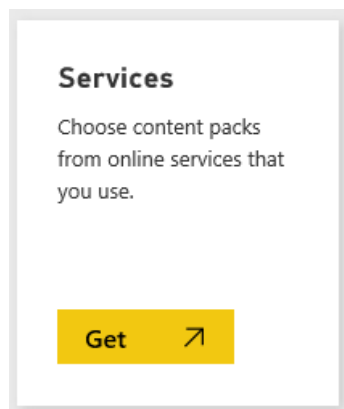 Services
Choose content packs
from online services that
you use.
Get